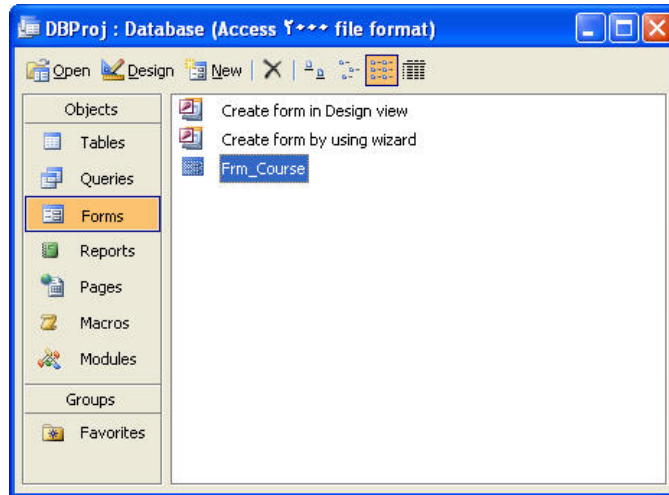 DBProj : Database (Access ۲۰۰۰ file format)
Open Design New
Objects
Tables
Queries
Forms
Reports
Pages
Macros
Modules
Groups
Favorites
Create form in Design view
Create form by using wizard
Frm_Course